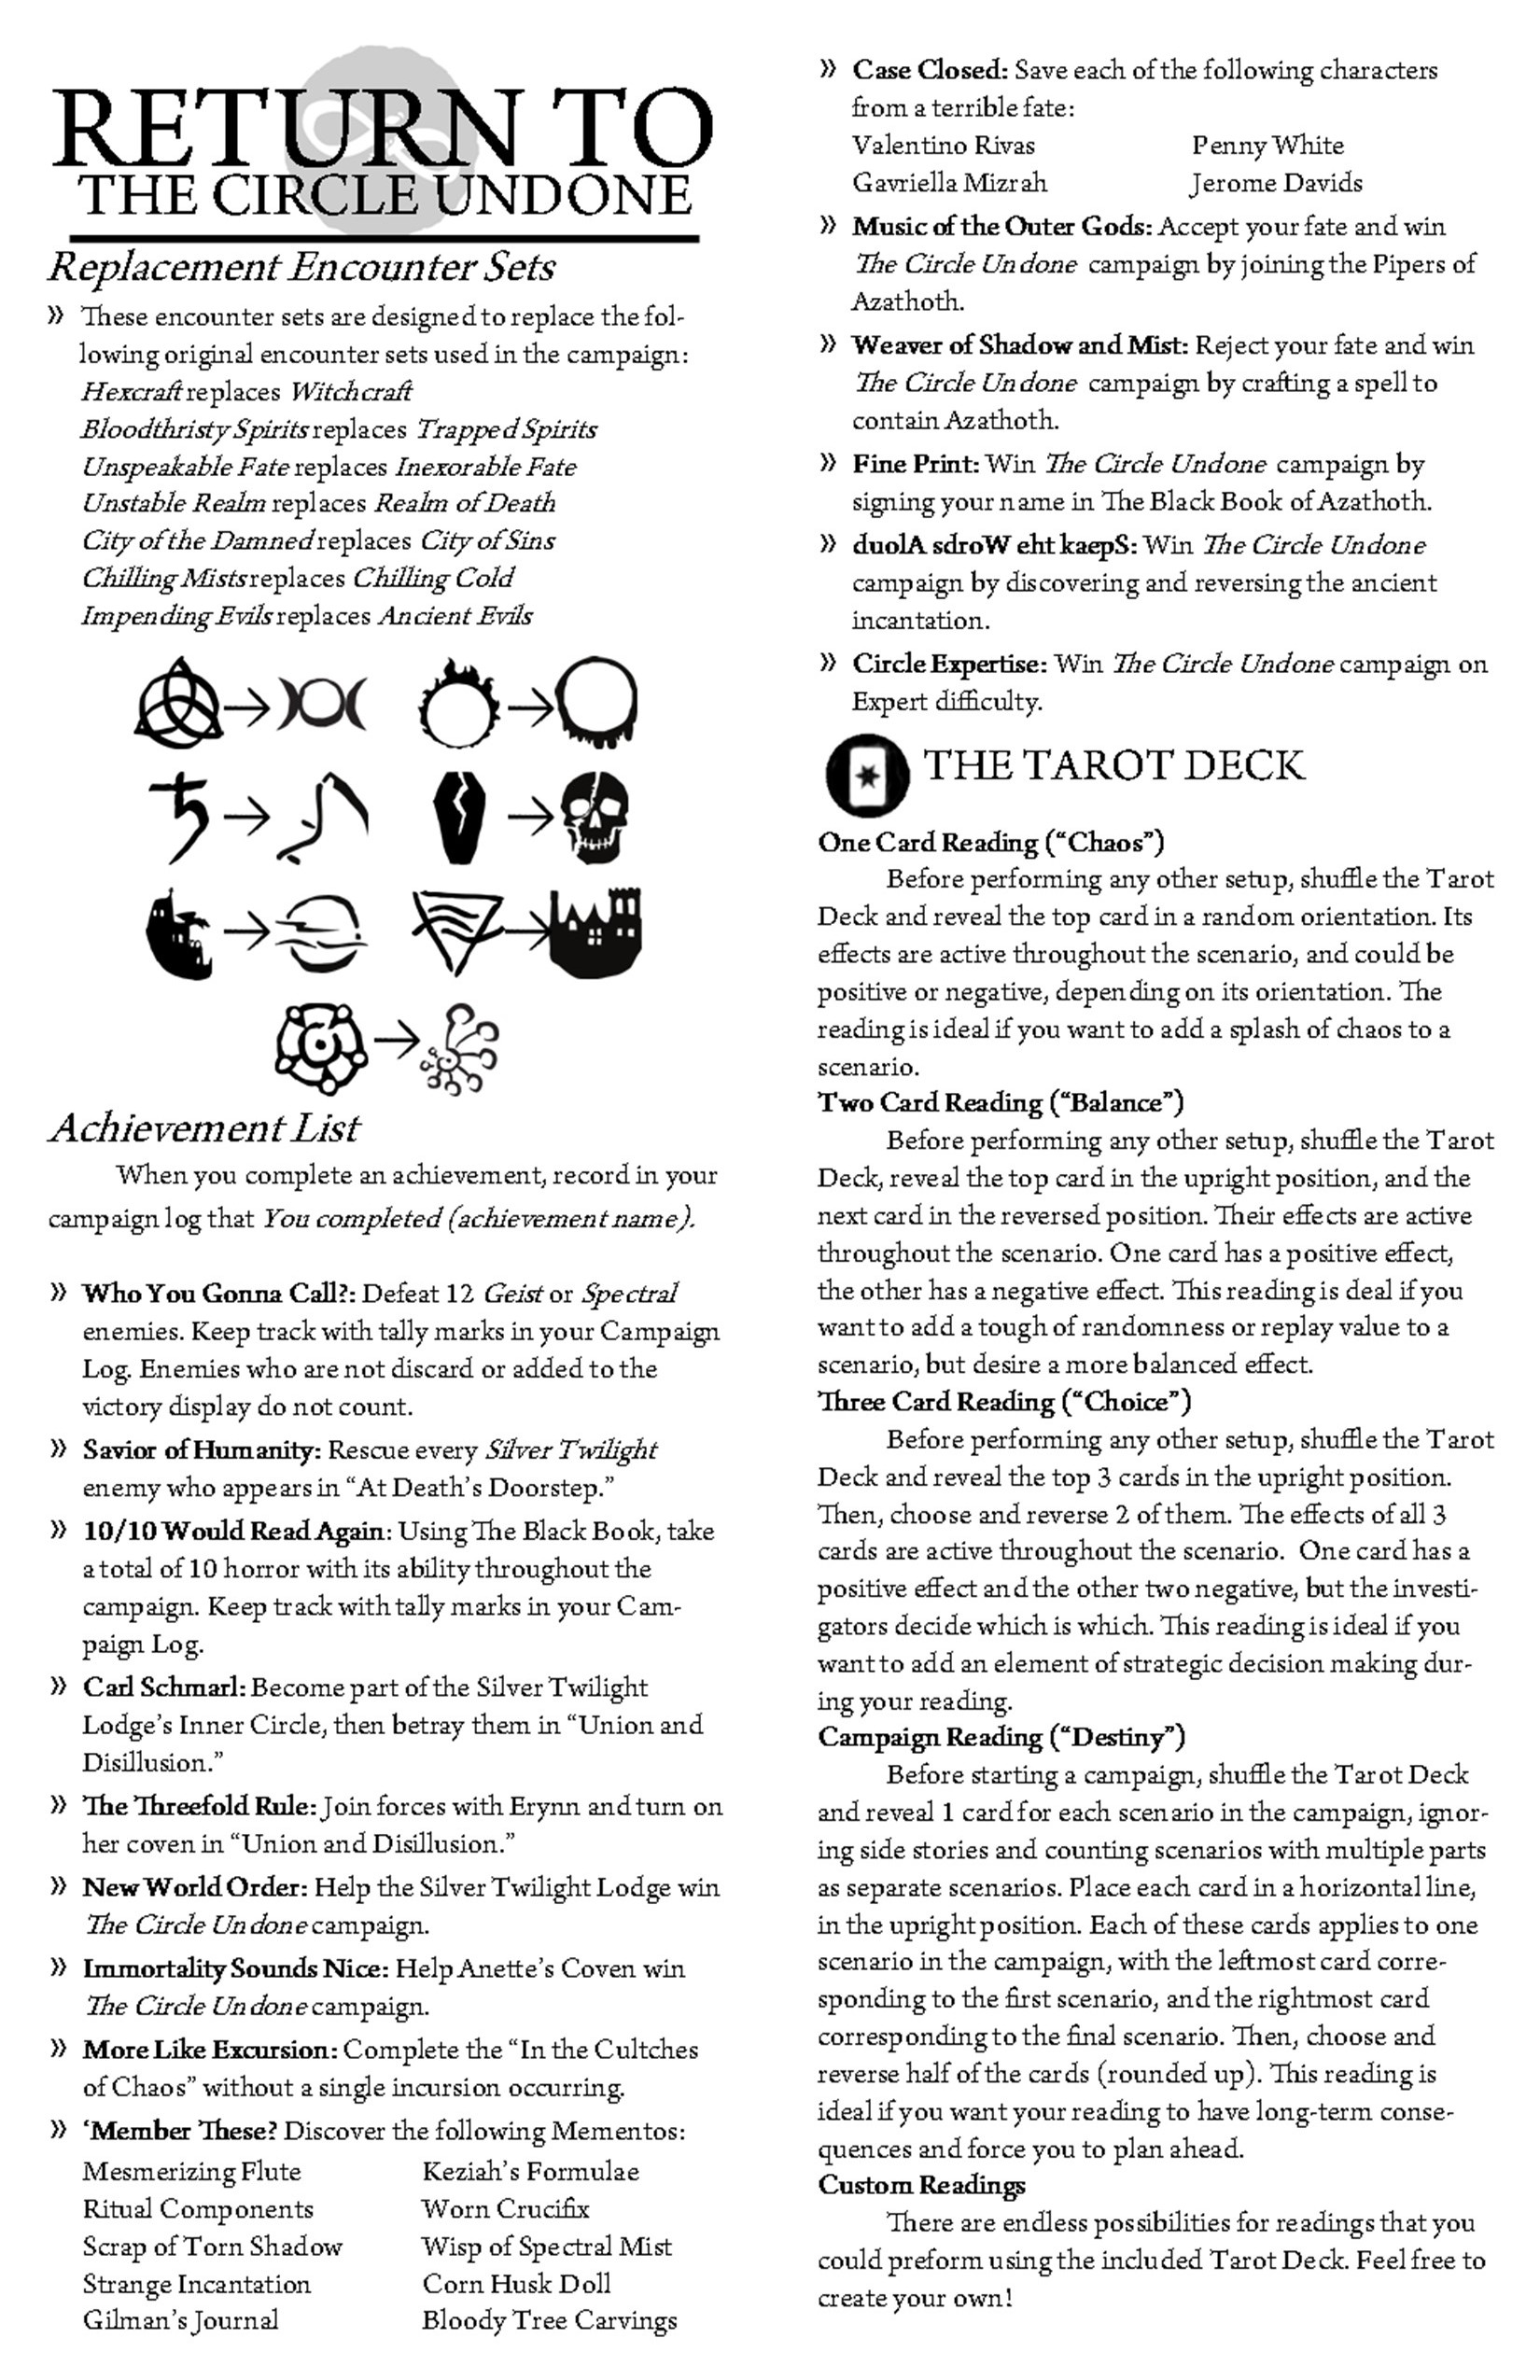 RETURN TO
THE CIRCLE UNDONE
Replacement Encounter Sets
» These encounter sets are designed to replace the fol-
lowing original encounter sets used in the campaign:
Hexcraft replaces Witchcraft
Bloodthristy Spirits replaces Trapped Spirits
Unspeakable Fate replaces Inexorable Fate
Unstable Realm replaces Realm of Death
City of the Damned replaces City of Sins
Chilling Mists replaces Chilling Cold
Impending Evils replaces Ancient Evils
Achievement List
When you complete an achievement, record in your
campaign log that You completed (achievement name).
» Who You Gonna Call?: Defeat 12 Geist or Spectral
enemies. Keep track with tally marks in your Campaign
Log. Enemies who are not discard or added to the
victory display do not count.
» Savior of Humanity: Rescue every Silver Twilight
enemy who appears in “At Death’s Doorstep.”
» 10/10 Would Read Again: Using The Black Book, take
a total of 10 horror with its ability throughout the
campaign. Keep track with tally marks in your Cam-
paign Log.
» Carl Schmarl: Become part of the Silver Twilight
Lodge’s Inner Circle, then betray them in “Union and
Disillusion.”
» The Threefold Rule: Join forces with Erynn and turn on
her coven in “Union and Disillusion.”
» New World Order: Help the Silver Twilight Lodge win
The Circle Undone campaign.
» Immortality Sounds Nice: Help Anette’s Coven win
The Circle Undone campaign.
» More Like Excursion: Complete the “In the Cultches
of Chaos” without a single incursion occurring.
» ‘Member These? Discover the following Mementos:
Mesmerizing Flute Keziah’s Formulae
Ritual Components Worn Crucifix
Scrap of Torn Shadow Wisp of Spectral Mist
Strange Incantation Corn Husk Doll
Gilman’s Journal Bloody Tree Carvings
» Case Closed: Save each of the following characters
from a terrible fate:
Valentino Rivas Penny White
Gavriella Mizrah Jerome Davids
» Music of the Outer Gods: Accept your fate and win
The Circle Undone campaign by joining the Pipers of
Azathoth.
» Weaver of Shadow and Mist: Reject your fate and win
The Circle Undone campaign by crafting a spell to
contain Azathoth.
» Fine Print: Win The Circle Undone campaign by
signing your name in The Black Book of Azathoth.
» duolA sdroW eht kaepS: Win The Circle Undone
campaign by discovering and reversing the ancient
incantation.
» Circle Expertise: Win The Circle Undone campaign on
Expert difficulty.
THE TAROT DECK
One Card Reading (“Chaos”)
Before performing any other setup, shuffle the Tarot
Deck and reveal the top card in a random orientation. Its
effects are active throughout the scenario, and could be
positive or negative, depending on its orientation. The
reading is ideal if you want to add a splash of chaos to a
scenario.
Two Card Reading (“Balance”)
Before performing any other setup, shuffle the Tarot
Deck, reveal the top card in the upright position, and the
next card in the reversed position. Their effects are active
throughout the scenario. One card has a positive effect,
the other has a negative effect. This reading is deal if you
want to add a tough of randomness or replay value to a
scenario, but desire a more balanced effect.
Three Card Reading (“Choice”)
Before performing any other setup, shuffle the Tarot
Deck and reveal the top 3 cards in the upright position.
Then, choose and reverse 2 of them. The effects of all 3
cards are active throughout the scenario. One card has a
positive effect and the other two negative, but the investi-
gators decide which is which. This reading is ideal if you
want to add an element of strategic decision making dur-
ing your reading.
Campaign Reading (“Destiny”)
Before starting a campaign, shuffle the Tarot Deck
and reveal 1 card for each scenario in the campaign, ignor-
ing side stories and counting scenarios with multiple parts
as separate scenarios. Place each card in a horizontal line,
in the upright position. Each of these cards applies to one
scenario in the campaign, with the leftmost card corre-
sponding to the first scenario, and the rightmost card
corresponding to the final scenario. Then, choose and
reverse half of the cards (rounded up). This reading is
ideal if you want your reading to have long-term conse-
quences and force you to plan ahead.
Custom Readings
There are endless possibilities for readings that you
could preform using the included Tarot Deck. Feel free to
create your own!